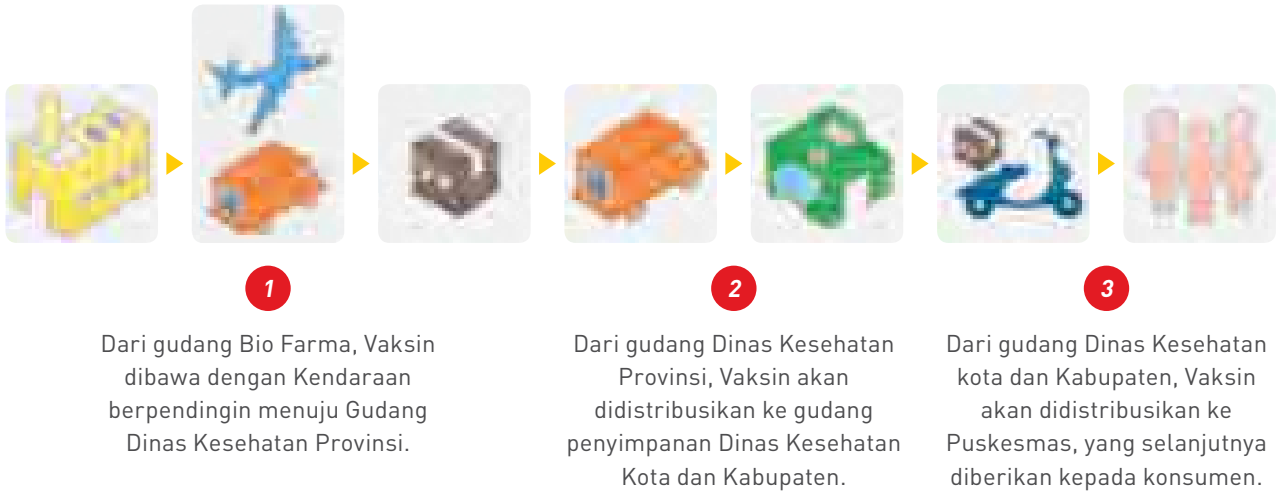 1
Dari gudang Bio Farma, Vaksin
dibawa dengan Kendaraan
berpendingin menuju Gudang
Dinas Kesehatan Provinsi.
2
Dari gudang Dinas Kesehatan
Provinsi, Vaksin akan
didistribusikan ke gudang
penyimpanan Dinas Kesehatan
Kota dan Kabupaten.
3
Dari gudang Dinas Kesehatan
kota dan Kabupaten, Vaksin
akan didistribusikan ke
Puskesmas, yang selanjutnya
diberikan kepada konsumen.